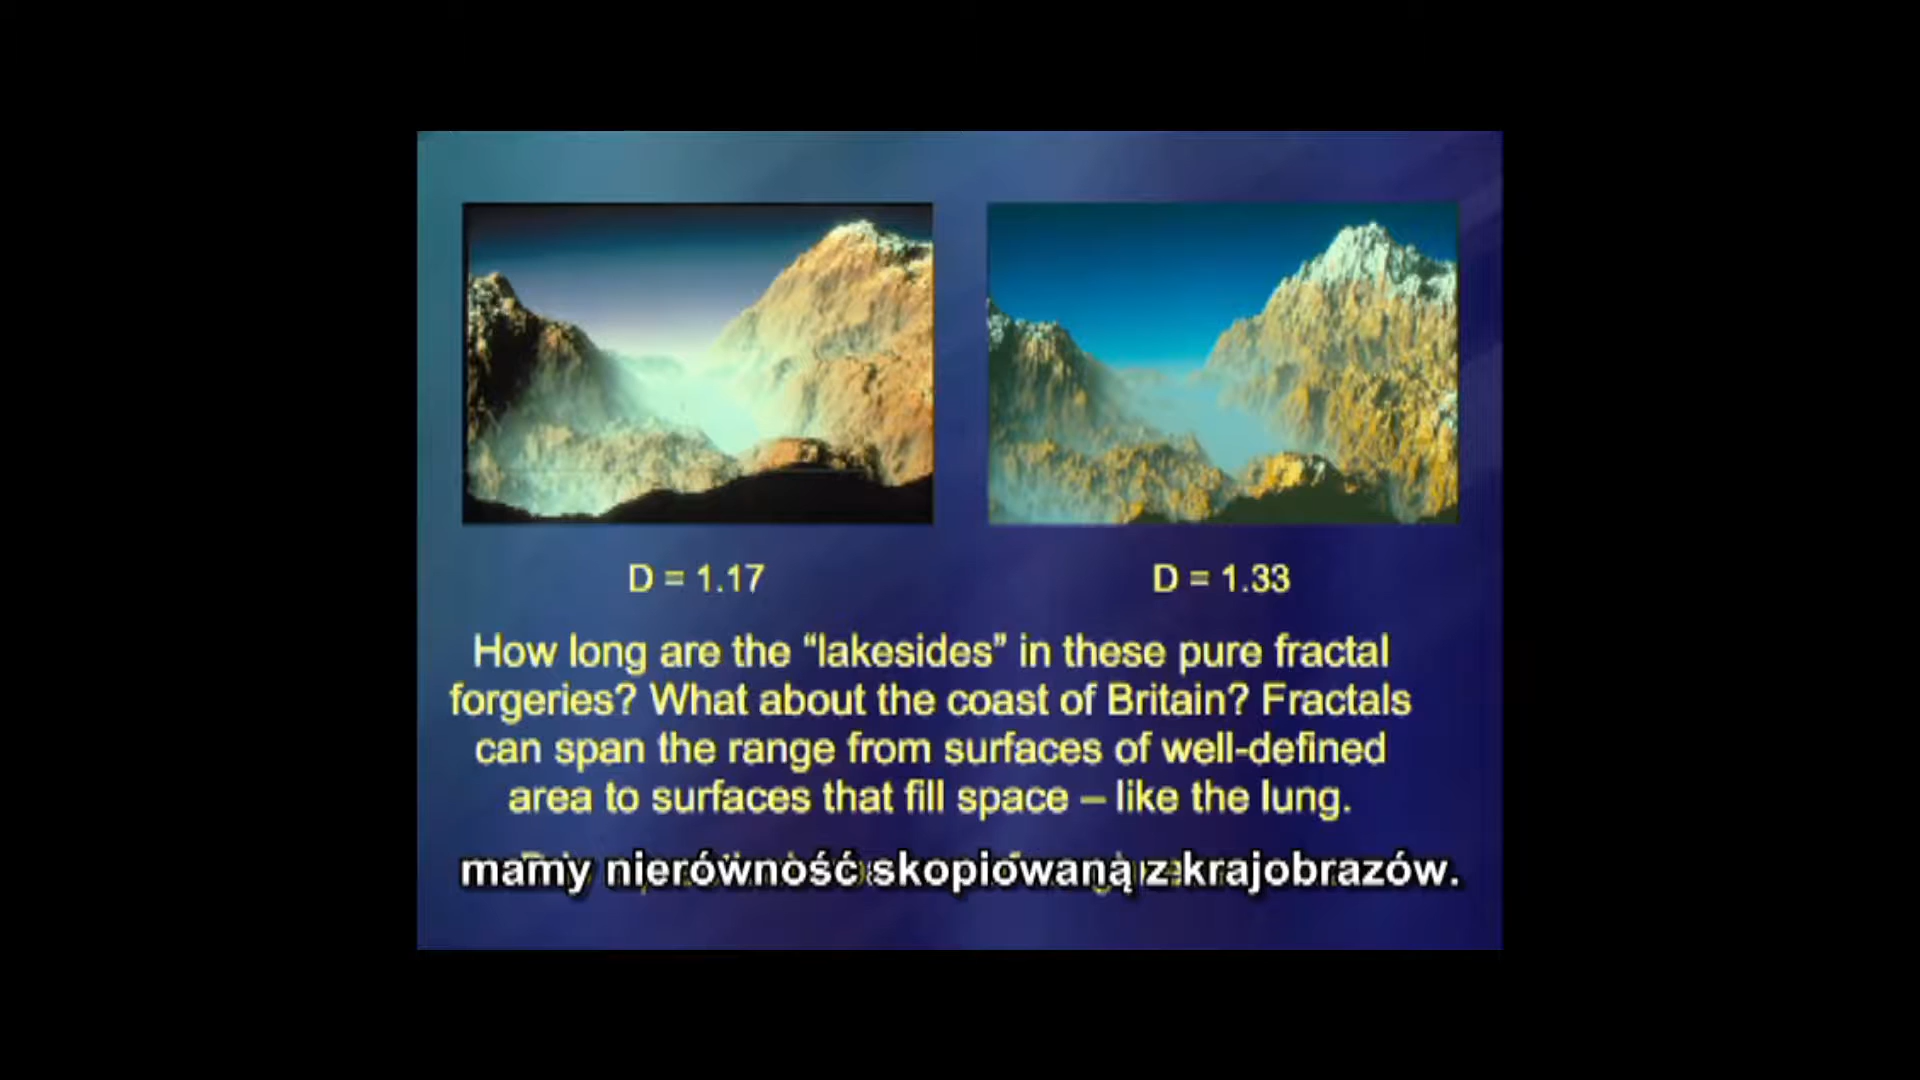 D = 1.17
D = 1.33
How long are the “lakesides” in these pure fractal
forgeries? What about the coast of Britain? Fractals
can span the range from surfaces of well-defined
area to surfaces that fill space – like the lung.
mamy nierówność skopiowaną z krajobrazów.